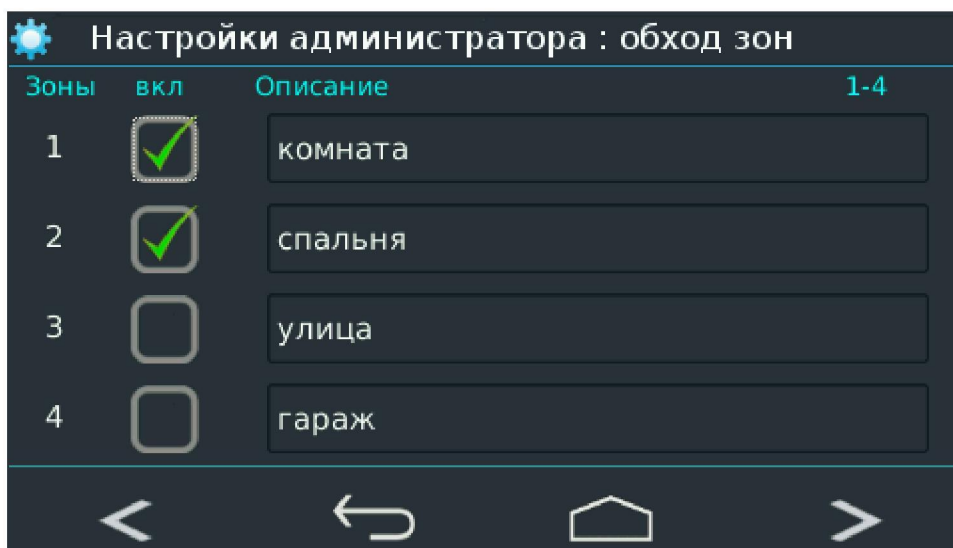 Настройки администратора : обход зон
Зоны вкл Описание 1-4
1 комната
2 спальня
3 улица
4 гараж